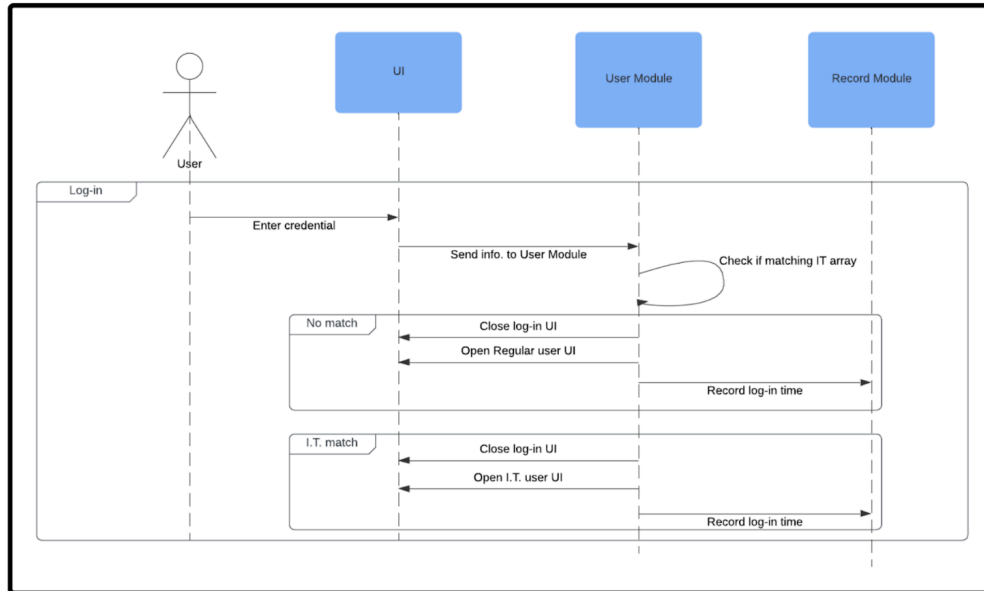 UI
User Module
Record Module
User
Log-in
Enter credential
Send info. to User Module
Check if matching IT array
No match
Close log-in UI
Open Regular user UI
Record log-in time
I.T. match
Close log-in UI
Open I.T. user UI
Record log-in time